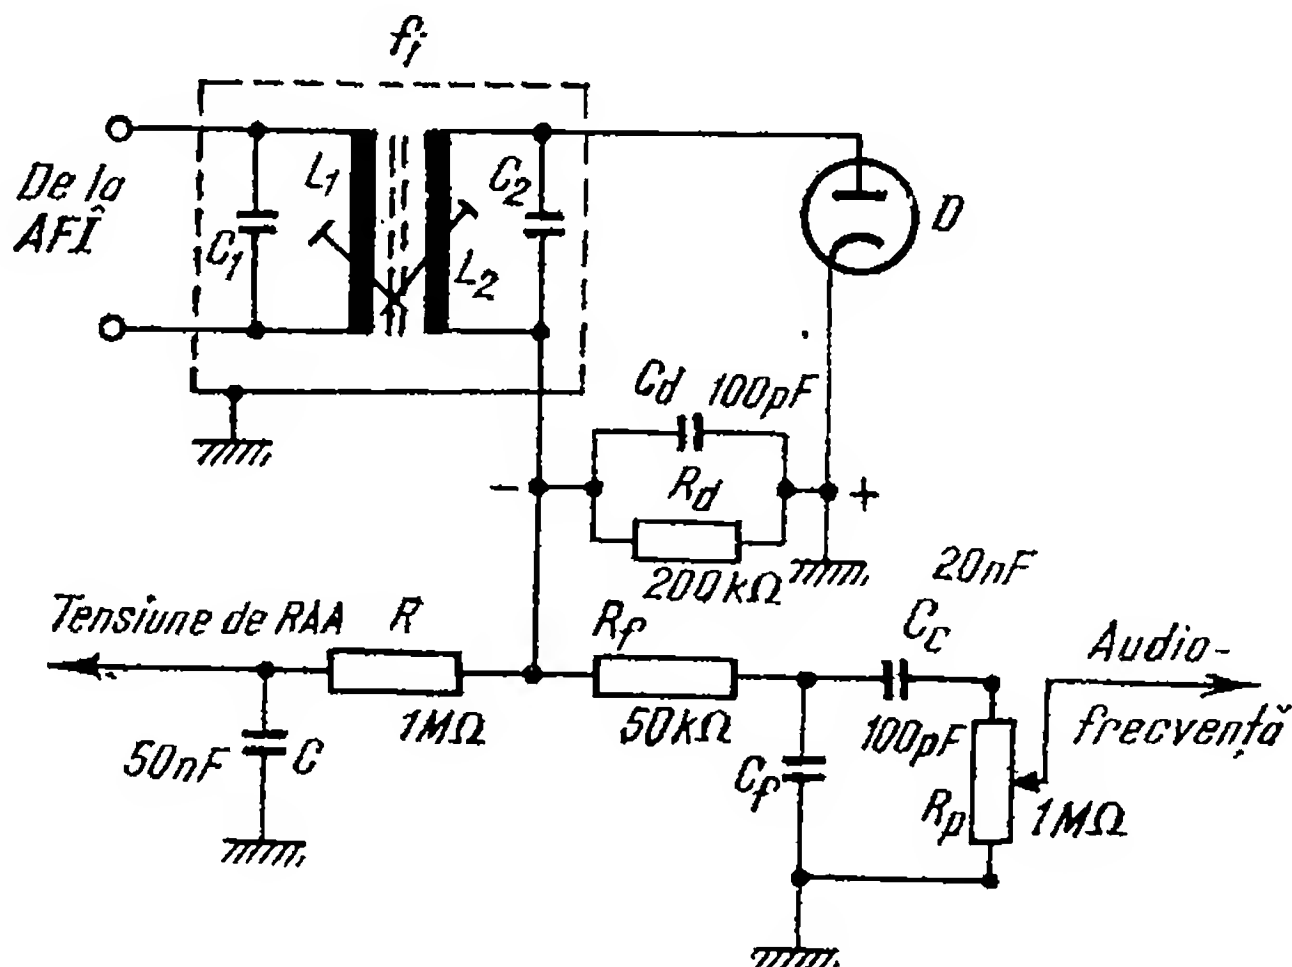 fi
De la
AFÎ
C1
L1
L2
C2
D
Cd 100pF
Rd
200kΩ
- +
20nF
Cc
Tensiune de RAA
R
1MΩ
50nF C
Rf
50kΩ
100pF
Cf
Rp
1MΩ
Audio-
frecvență